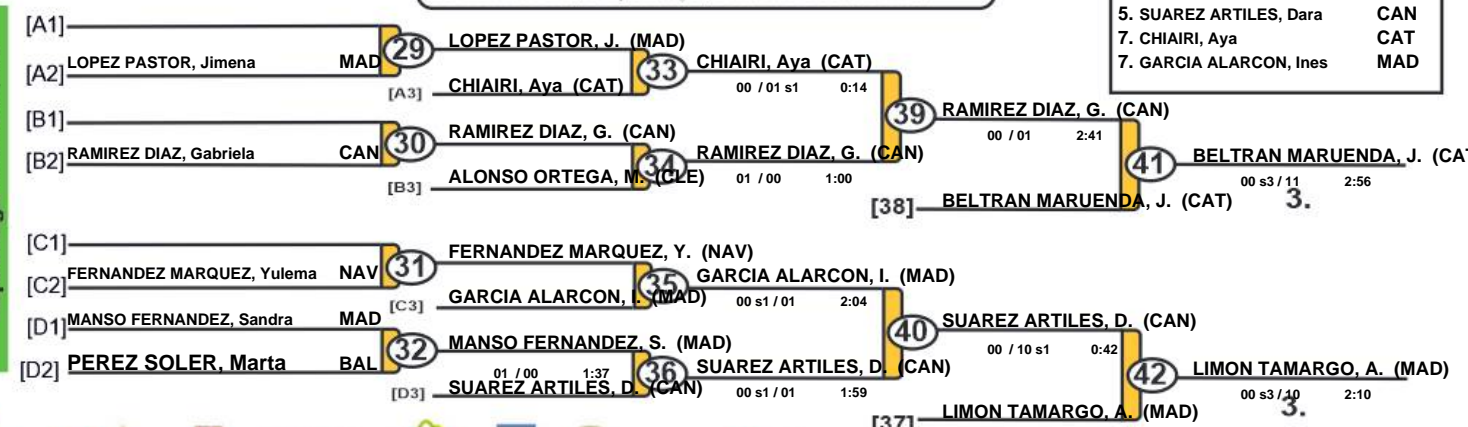 5. SUAREZ ARTILES, Dara CAN
7. CHIAIRI, Aya CAT
7. GARCIA ALARCON, Ines MAD
[A1]
[A2] LOPEZ PASTOR, Jimena MAD
29
LOPEZ PASTOR, J. (MAD)
[A3] CHIAIRI, Aya (CAT)
33
CHIAIRI, Aya (CAT)
00 / 01 s1 0:14
[B1]
[B2] RAMIREZ DIAZ, Gabriela CAN
30
RAMIREZ DIAZ, G. (CAN)
[B3] ALONSO ORTEGA, M. (CLE)
34
RAMIREZ DIAZ, G. (CAN)
01 / 00 1:00
39
RAMIREZ DIAZ, G. (CAN)
00 / 01 2:41
[38] BELTRAN MARUENDA, J. (CAT)
41
BELTRAN MARUENDA, J. (CAT
00 s3 / 11 2:56
3.
[C1]
[C2] FERNANDEZ MARQUEZ, Yulema NAV
31
FERNANDEZ MARQUEZ, Y. (NAV)
[C3] GARCIA ALARCON, I. (MAD)
35
GARCIA ALARCON, I. (MAD)
00 s1 / 01 2:04
[D1] MANSO FERNANDEZ, Sandra MAD
[D2] PEREZ SOLER, Marta BAL
32
MANSO FERNANDEZ, S. (MAD)
01 / 00 1:37
[D3] SUAREZ ARTILES, D. (CAN)
36
SUAREZ ARTILES, D. (CAN)
00 s1 / 01 1:59
40
SUAREZ ARTILES, D. (CAN)
00 / 10 s1 0:42
[37] LIMON TAMARGO, A. (MAD)
42
LIMON TAMARGO, A. (MAD)
00 s3 / 10 2:10
3.